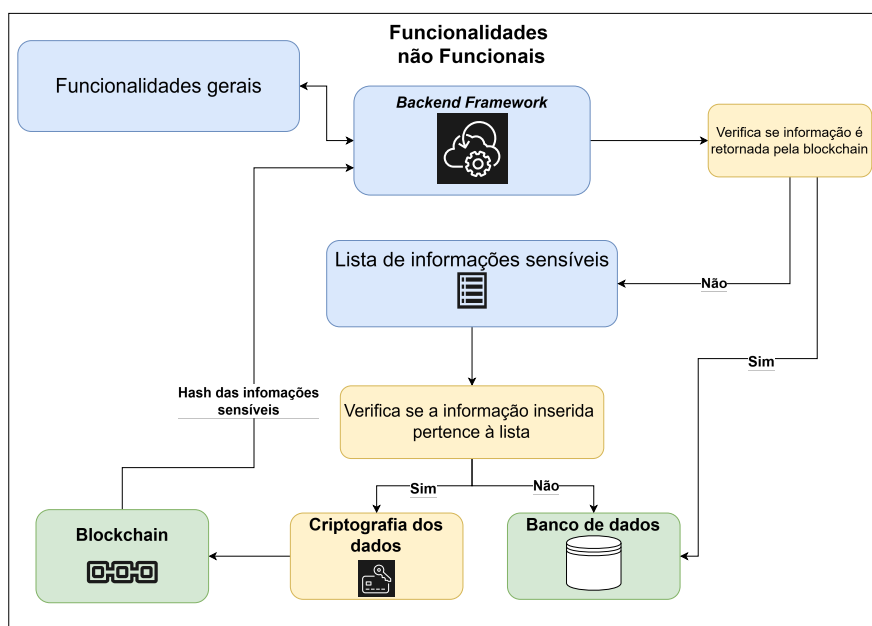 Funcionalidades
não Funcionais
Funcionalidades gerais
Backend Framework
Verifica se informação é
retornada pela blockchain
Lista de informações sensíveis
Não
Sim
Hash das infomações
sensíveis
Verifica se a informação inserida
pertence à lista
Sim
Não
Blockchain
Criptografia dos
dados
Banco de dados